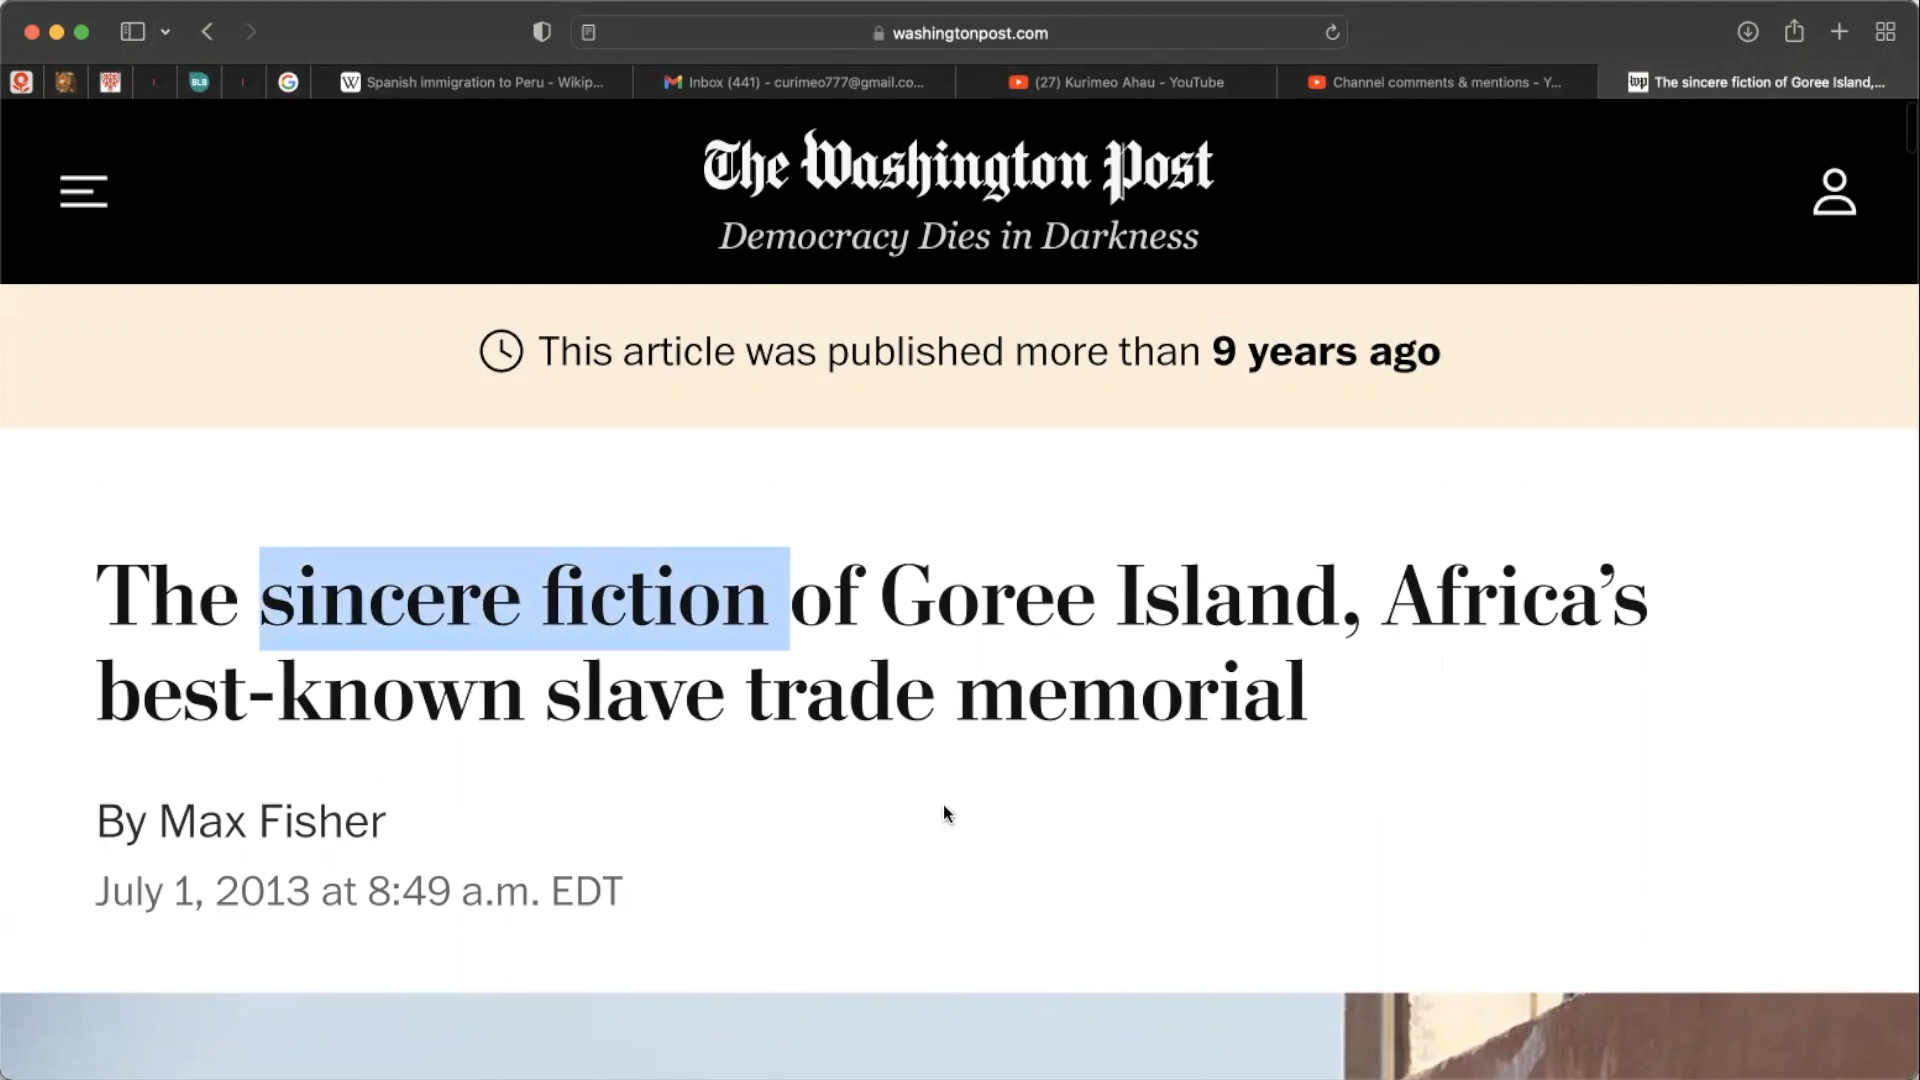 washingtonpost.com
BLB
G
W Spanish immigration to Peru - Wikip...
Inbox (441) - curimeo777@gmail.co...
(27) Kurimeo Ahau - YouTube
Channel comments & mentions - Y...
wp The sincere fiction of Goree Island,...
The Washington Post
Democracy Dies in Darkness
This article was published more than 9 years ago
The sincere fiction of Goree Island, Africa’s
best-known slave trade memorial
By Max Fisher
July 1, 2013 at 8:49 a.m. EDT